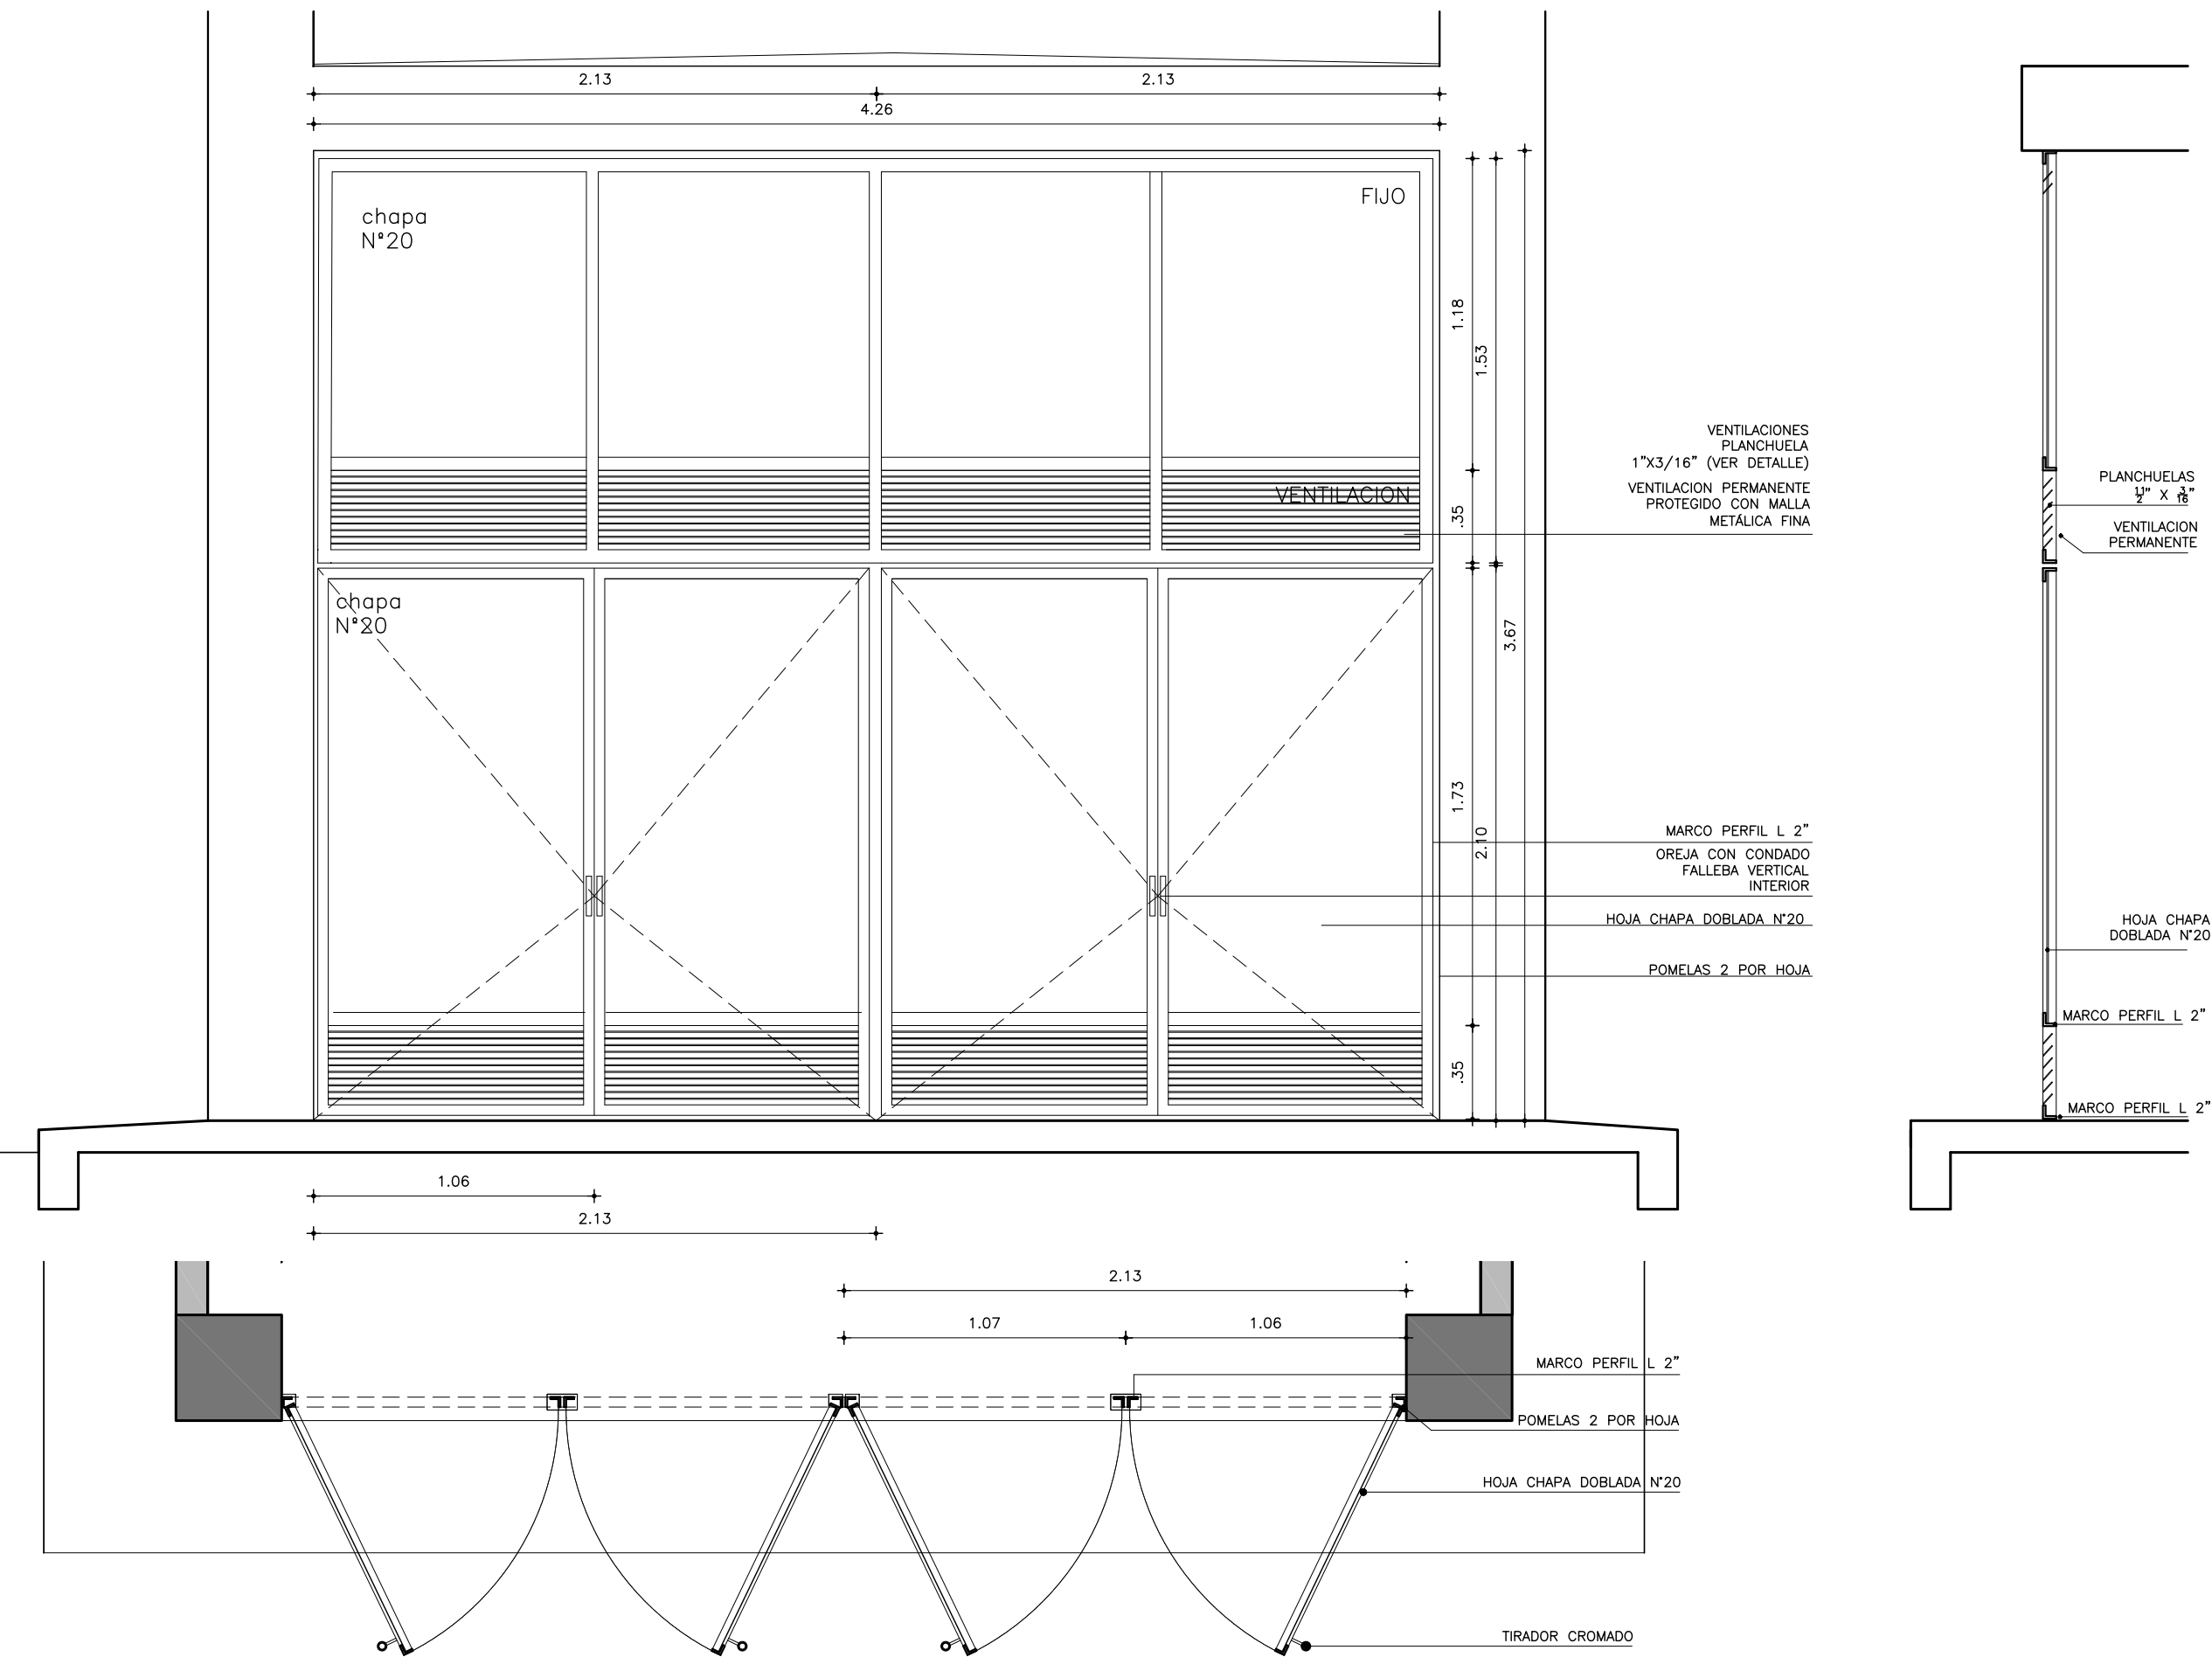 2.13
2.13
4.26
chapa
Nº20
FIJO
1.18
1.53
VENTILACIONES
PLANCHUELA
1"X3/16" (VER DETALLE)
VENTILACION PERMANENTE
PROTEGIDO CON MALLA
METÁLICA FINA
VENTILACION
.35
PLANCHUELAS
VENTILACION
PERMANENTE
chapa
Nº20
3.67
1.73
2.10
MARCO PERFIL L 2"
OREJA CON CONDADO
FALLEBA VERTICAL
INTERIOR
HOJA CHAPA DOBLADA N°20
POMELAS 2 POR HOJA
HOJA CHAPA
DOBLADA N°20
MARCO PERFIL L 2"
.35
MARCO PERFIL L 2"
1.06
2.13
2.13
1.07
1.06
MARCO PERFIL L 2"
POMELAS 2 POR HOJA
HOJA CHAPA DOBLADA N°20
TIRADOR CROMADO